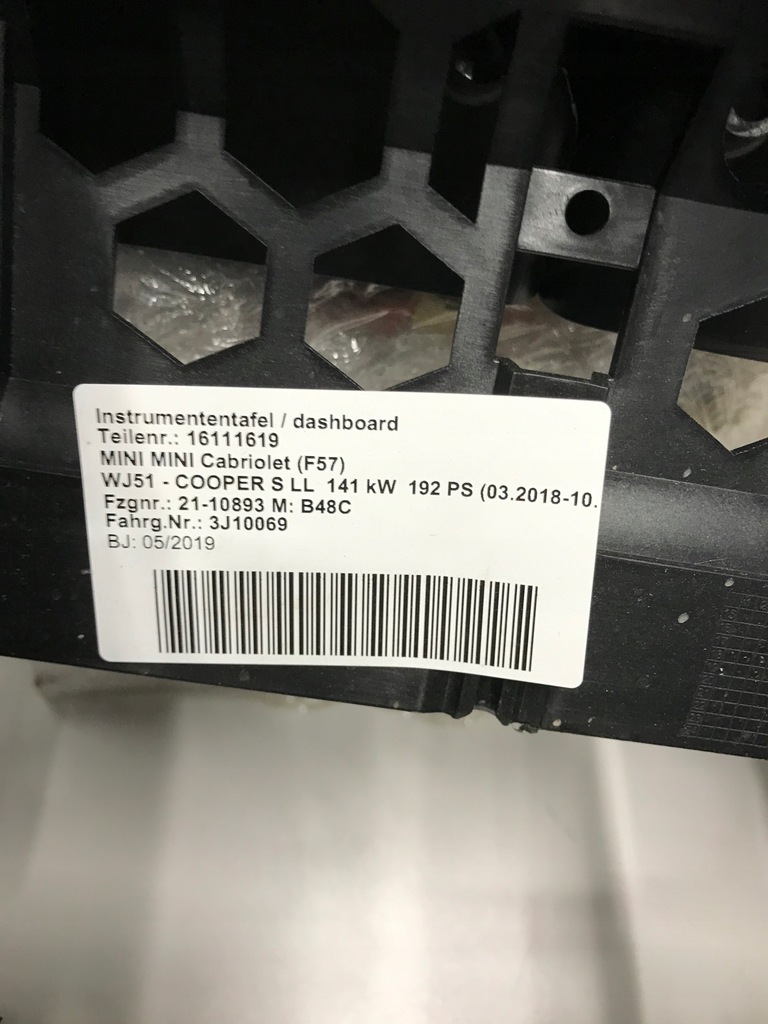 Instrumententafel / dashboard
Teilenr.: 16111619
MINI MINI Cabriolet (F57)
WJ51 - COOPER S LL 141 kW 192 PS (03.2018-10.
Fzgnr.: 21-10893 M: B48C
Fahrg.Nr.: 3J10069
BJ: 05/2019